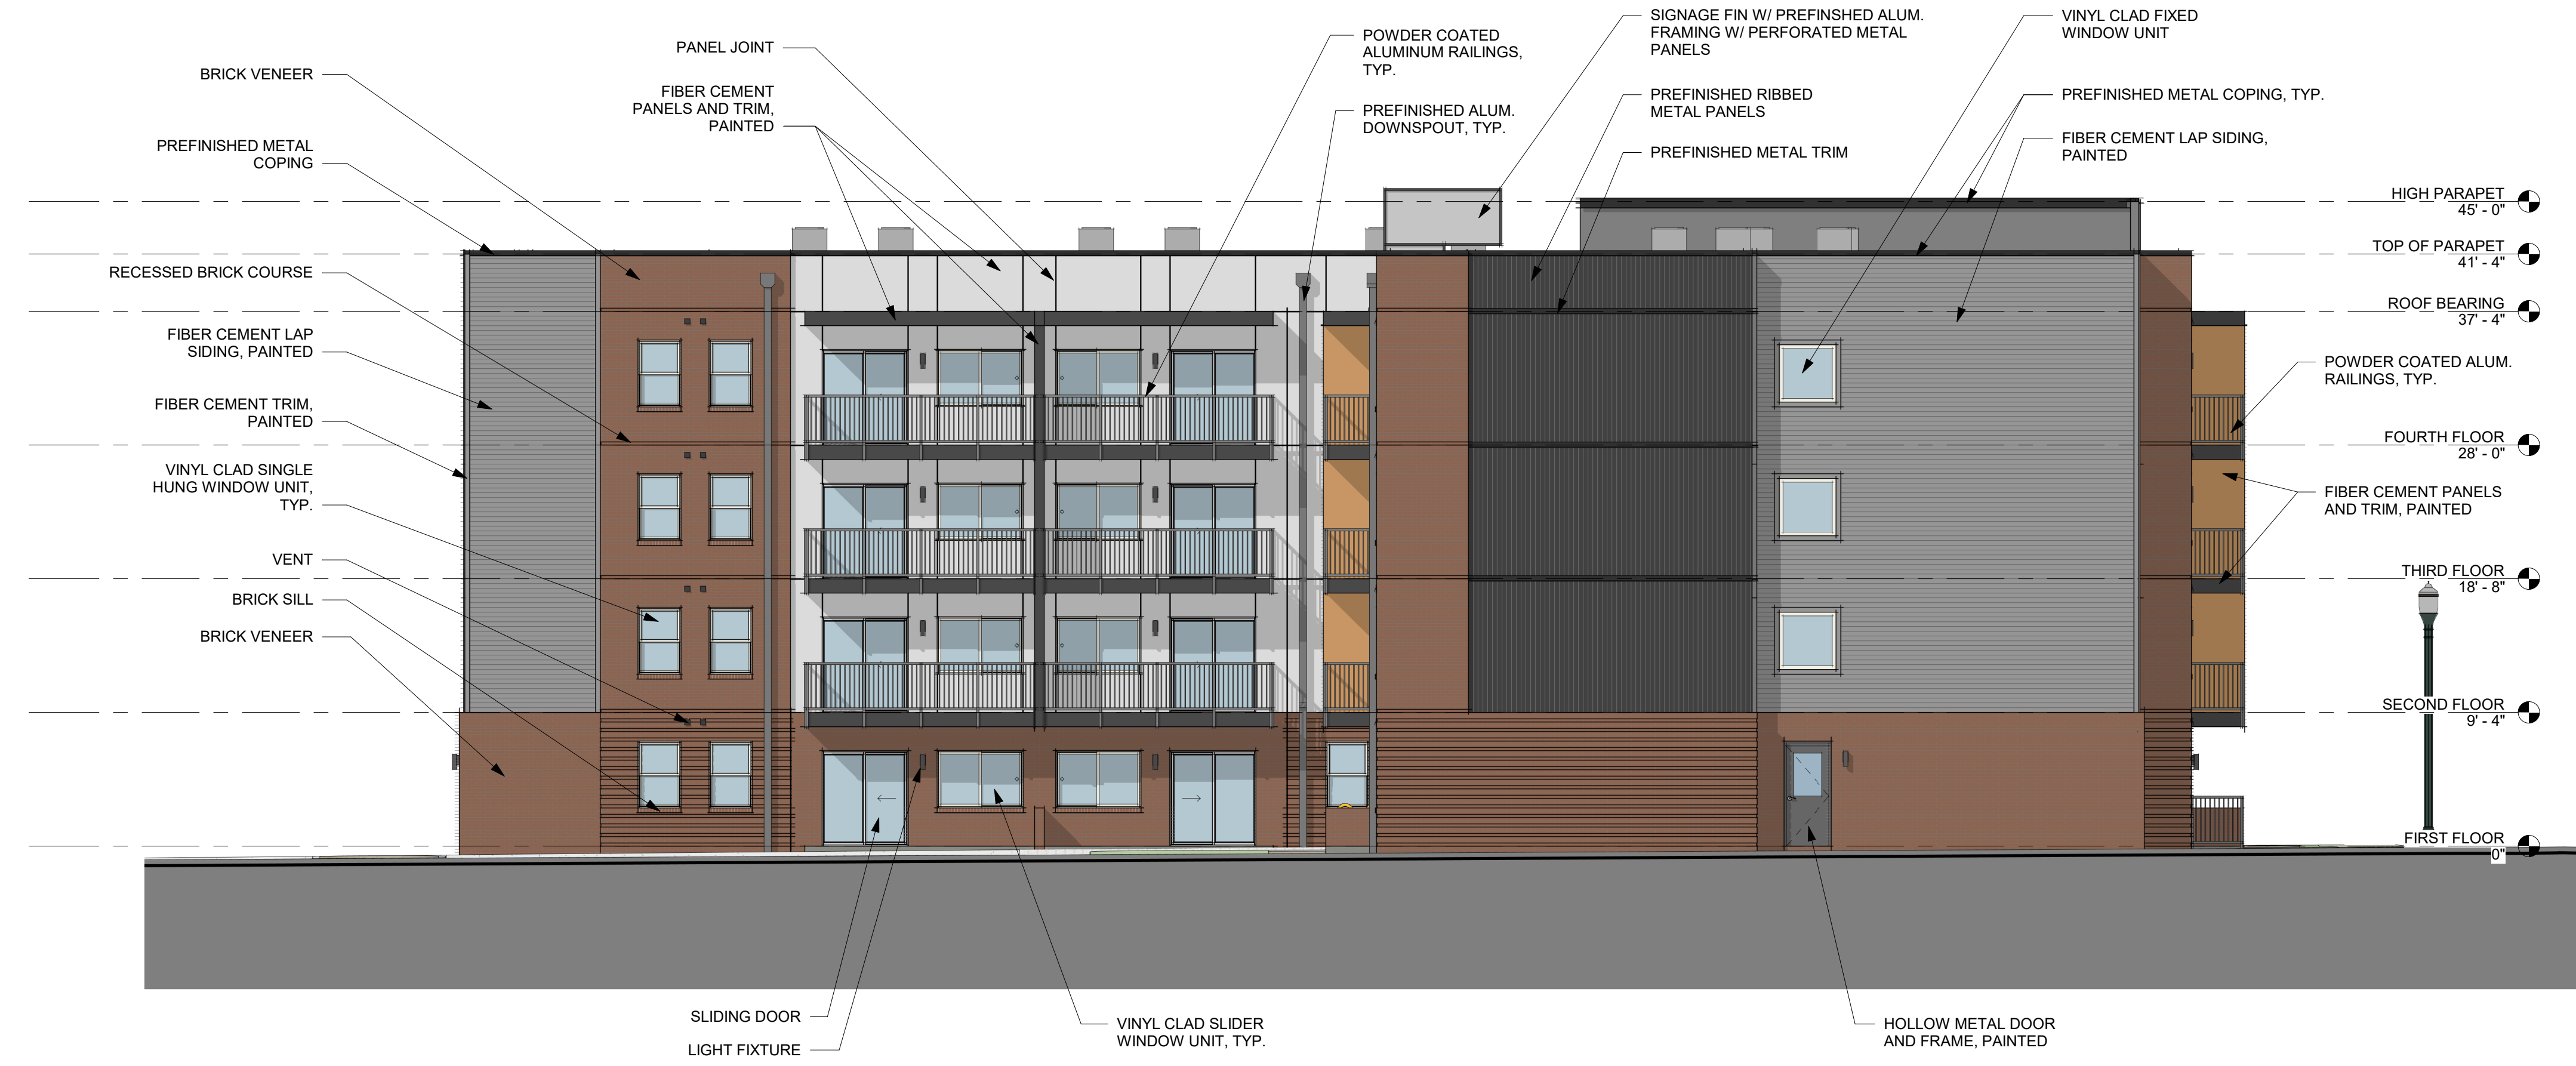 BRICK VENEER
PREFINISHED METAL
COPING
RECESSED BRICK COURSE
FIBER CEMENT LAP
SIDING, PAINTED
FIBER CEMENT TRIM,
PAINTED
VINYL CLAD SINGLE
HUNG WINDOW UNIT,
TYP.
VENT
BRICK SILL
BRICK VENEER
PANEL JOINT
FIBER CEMENT
PANELS AND TRIM,
PAINTED
POWDER COATED
ALUMINUM RAILINGS,
TYP.
PREFINISHED ALUM.
DOWNSPOUT, TYP.
SIGNAGE FIN W/ PREFINSHED ALUM.
FRAMING W/ PERFORATED METAL
PANELS
PREFINISHED RIBBED
METAL PANELS
PREFINISHED METAL TRIM
VINYL CLAD FIXED
WINDOW UNIT
PREFINISHED METAL COPING, TYP.
FIBER CEMENT LAP SIDING,
PAINTED
HIGH PARAPET
45' - 0"
TOP OF PARAPET
41' - 4"
ROOF BEARING
37' - 4"
POWDER COATED ALUM.
RAILINGS, TYP.
FOURTH FLOOR
28' - 0"
FIBER CEMENT PANELS
AND TRIM, PAINTED
THIRD FLOOR
18' - 8"
SECOND FLOOR
9' - 4"
FIRST FLOOR
0"
SLIDING DOOR
LIGHT FIXTURE
VINYL CLAD SLIDER
WINDOW UNIT, TYP.
HOLLOW METAL DOOR
AND FRAME, PAINTED